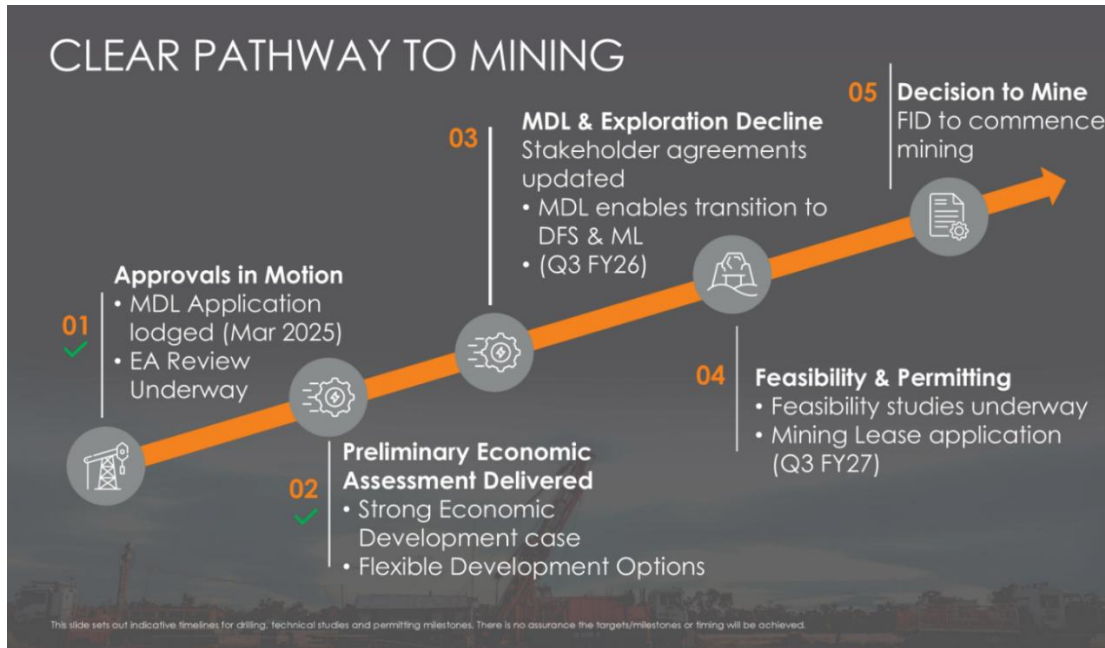 CLEAR PATHWAY TO MINING
01
Approvals in Motion
• MDL Application
lodged (Mar 2025)
• EA Review
Underway
02
Preliminary Economic
Assessment Delivered
• Strong Economic
Development case
• Flexible Development Options
03
MDL & Exploration Decline
Stakeholder agreements
updated
• MDL enables transition to
DFS & ML
• (Q3 FY26)
04
Feasibility & Permitting
• Feasibility studies underway
• Mining Lease application
(Q3 FY27)
05
Decision to Mine
FID to commence
mining
This slide sets out indicative timelines for drilling, technical studies and permitting milestones. There is no assurance the targets/milestones or timing will be achieved.